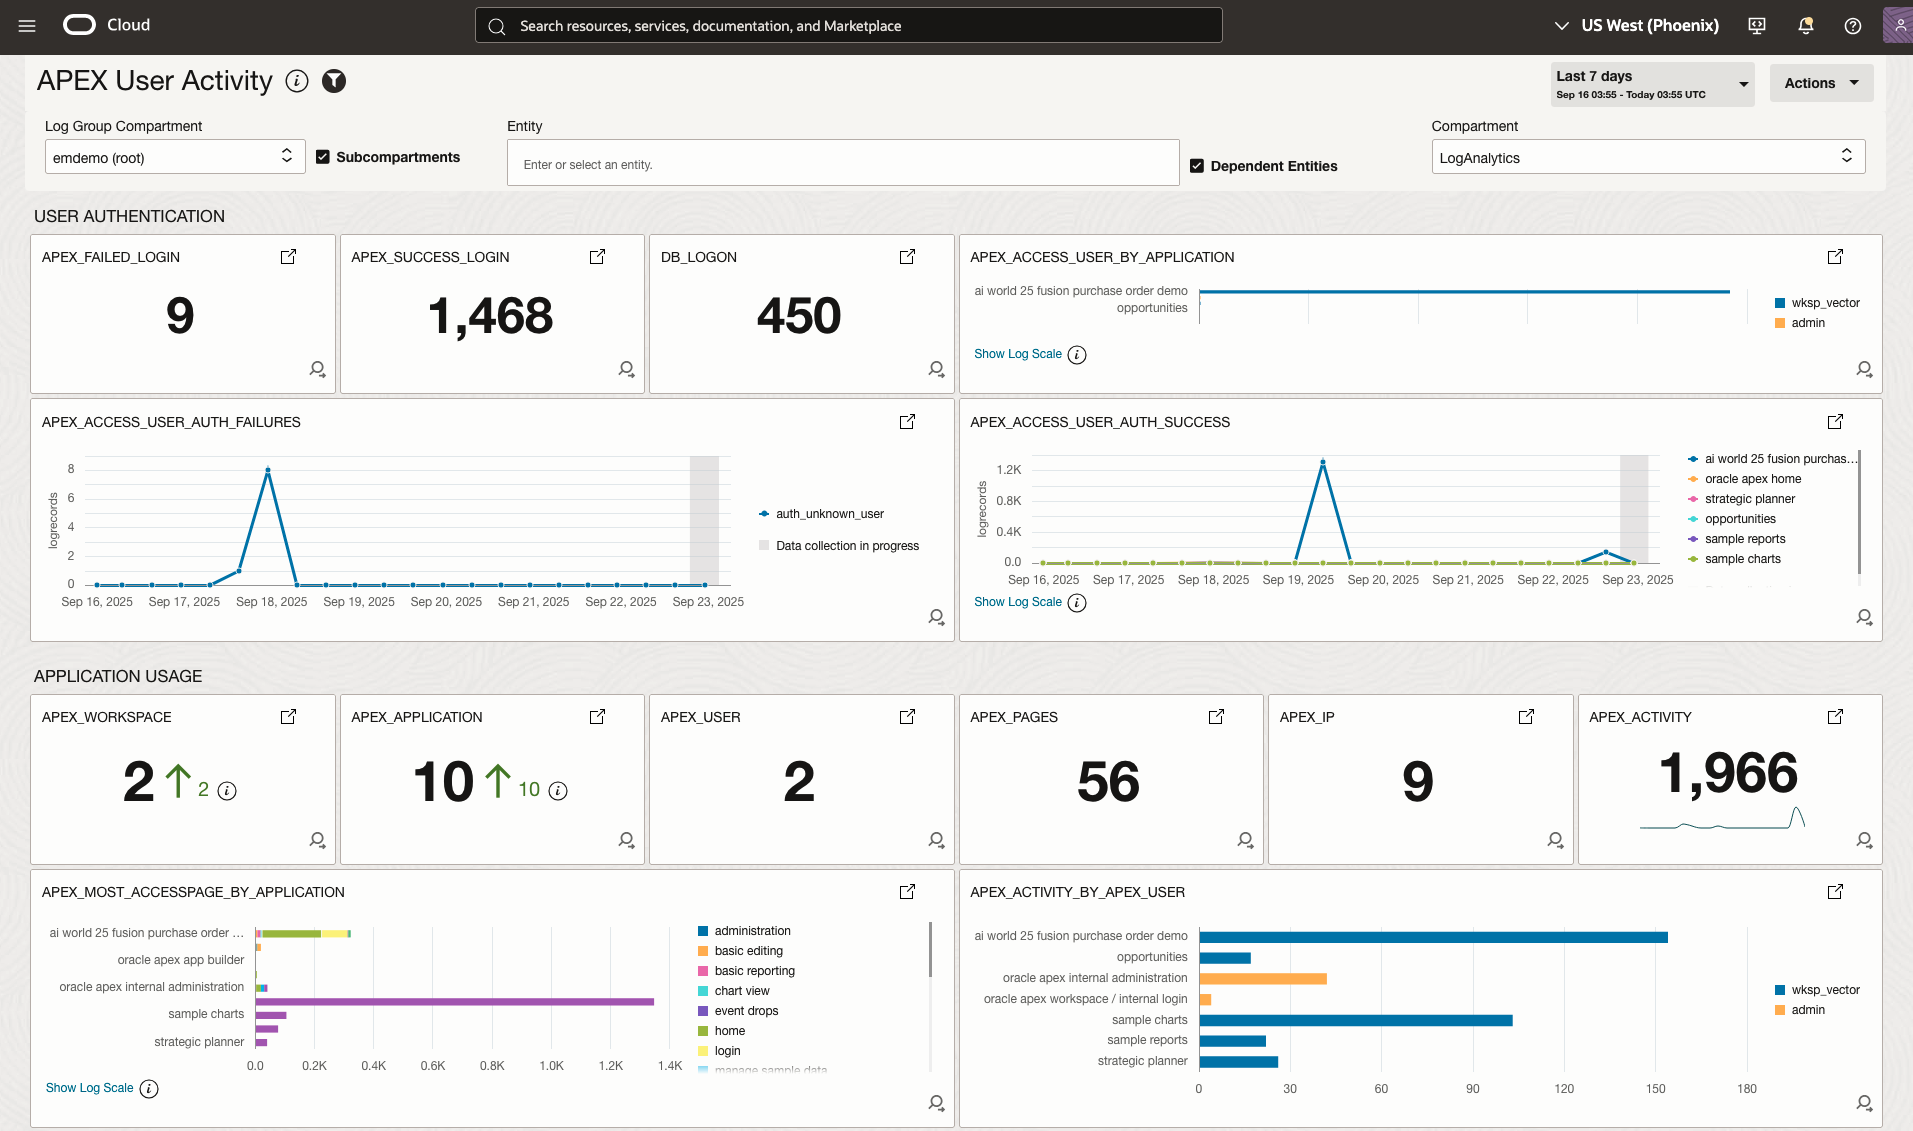 Cloud
Search resources, services, documentation, and Marketplace
US West (Phoenix)
APEX User Activity
Last 7 days
Sep 16 03:55 - Today 03:55 UTC
Actions
Log Group Compartment
emdemo (root)
Subcompartments
Entity
Enter or select an entity.
Dependent Entities
Compartment
LogAnalytics
USER AUTHENTICATION
APEX_FAILED_LOGIN
9
APEX_SUCCESS_LOGIN
1,468
DB_LOGON
450
APEX_ACCESS_USER_BY_APPLICATION
ai world 25 fusion purchase order demo
opportunities
wksp_vector
admin
Show Log Scale
APEX_ACCESS_USER_AUTH_FAILURES
logrecords
8
6
4
2
0
Sep 16, 2025 Sep 17, 2025 Sep 18, 2025 Sep 19, 2025 Sep 20, 2025 Sep 21, 2025 Sep 22, 2025 Sep 23, 2025
auth_unknown_user
Data collection in progress
APEX_ACCESS_USER_AUTH_SUCCESS
logrecords
1.2K
0.8K
0.4K
0.0
Sep 16, 2025 Sep 17, 2025 Sep 18, 2025 Sep 19, 2025 Sep 20, 2025 Sep 21, 2025 Sep 22, 2025 Sep 23, 2025
ai world 25 fusion purchas...
oracle apex home
strategic planner
opportunities
sample reports
sample charts
Show Log Scale
APPLICATION USAGE
APEX_WORKSPACE
2 2
APEX_APPLICATION
10 10
APEX_USER
2
APEX_PAGES
56
APEX_IP
9
APEX_ACTIVITY
1,966
APEX_MOST_ACCESSPAGE_BY_APPLICATION
ai world 25 fusion purchase order ...
oracle apex app builder
oracle apex internal administration
sample charts
strategic planner
0.0 0.2K 0.4K 0.6K 0.8K 1.0K 1.2K 1.4K
administration
basic editing
basic reporting
chart view
event drops
home
login
manage sample data
Show Log Scale
APEX_ACTIVITY_BY_APEX_USER
ai world 25 fusion purchase order demo
opportunities
oracle apex internal administration
oracle apex workspace / internal login
sample charts
sample reports
strategic planner
0 30 60 90 120 150 180
wksp_vector
admin